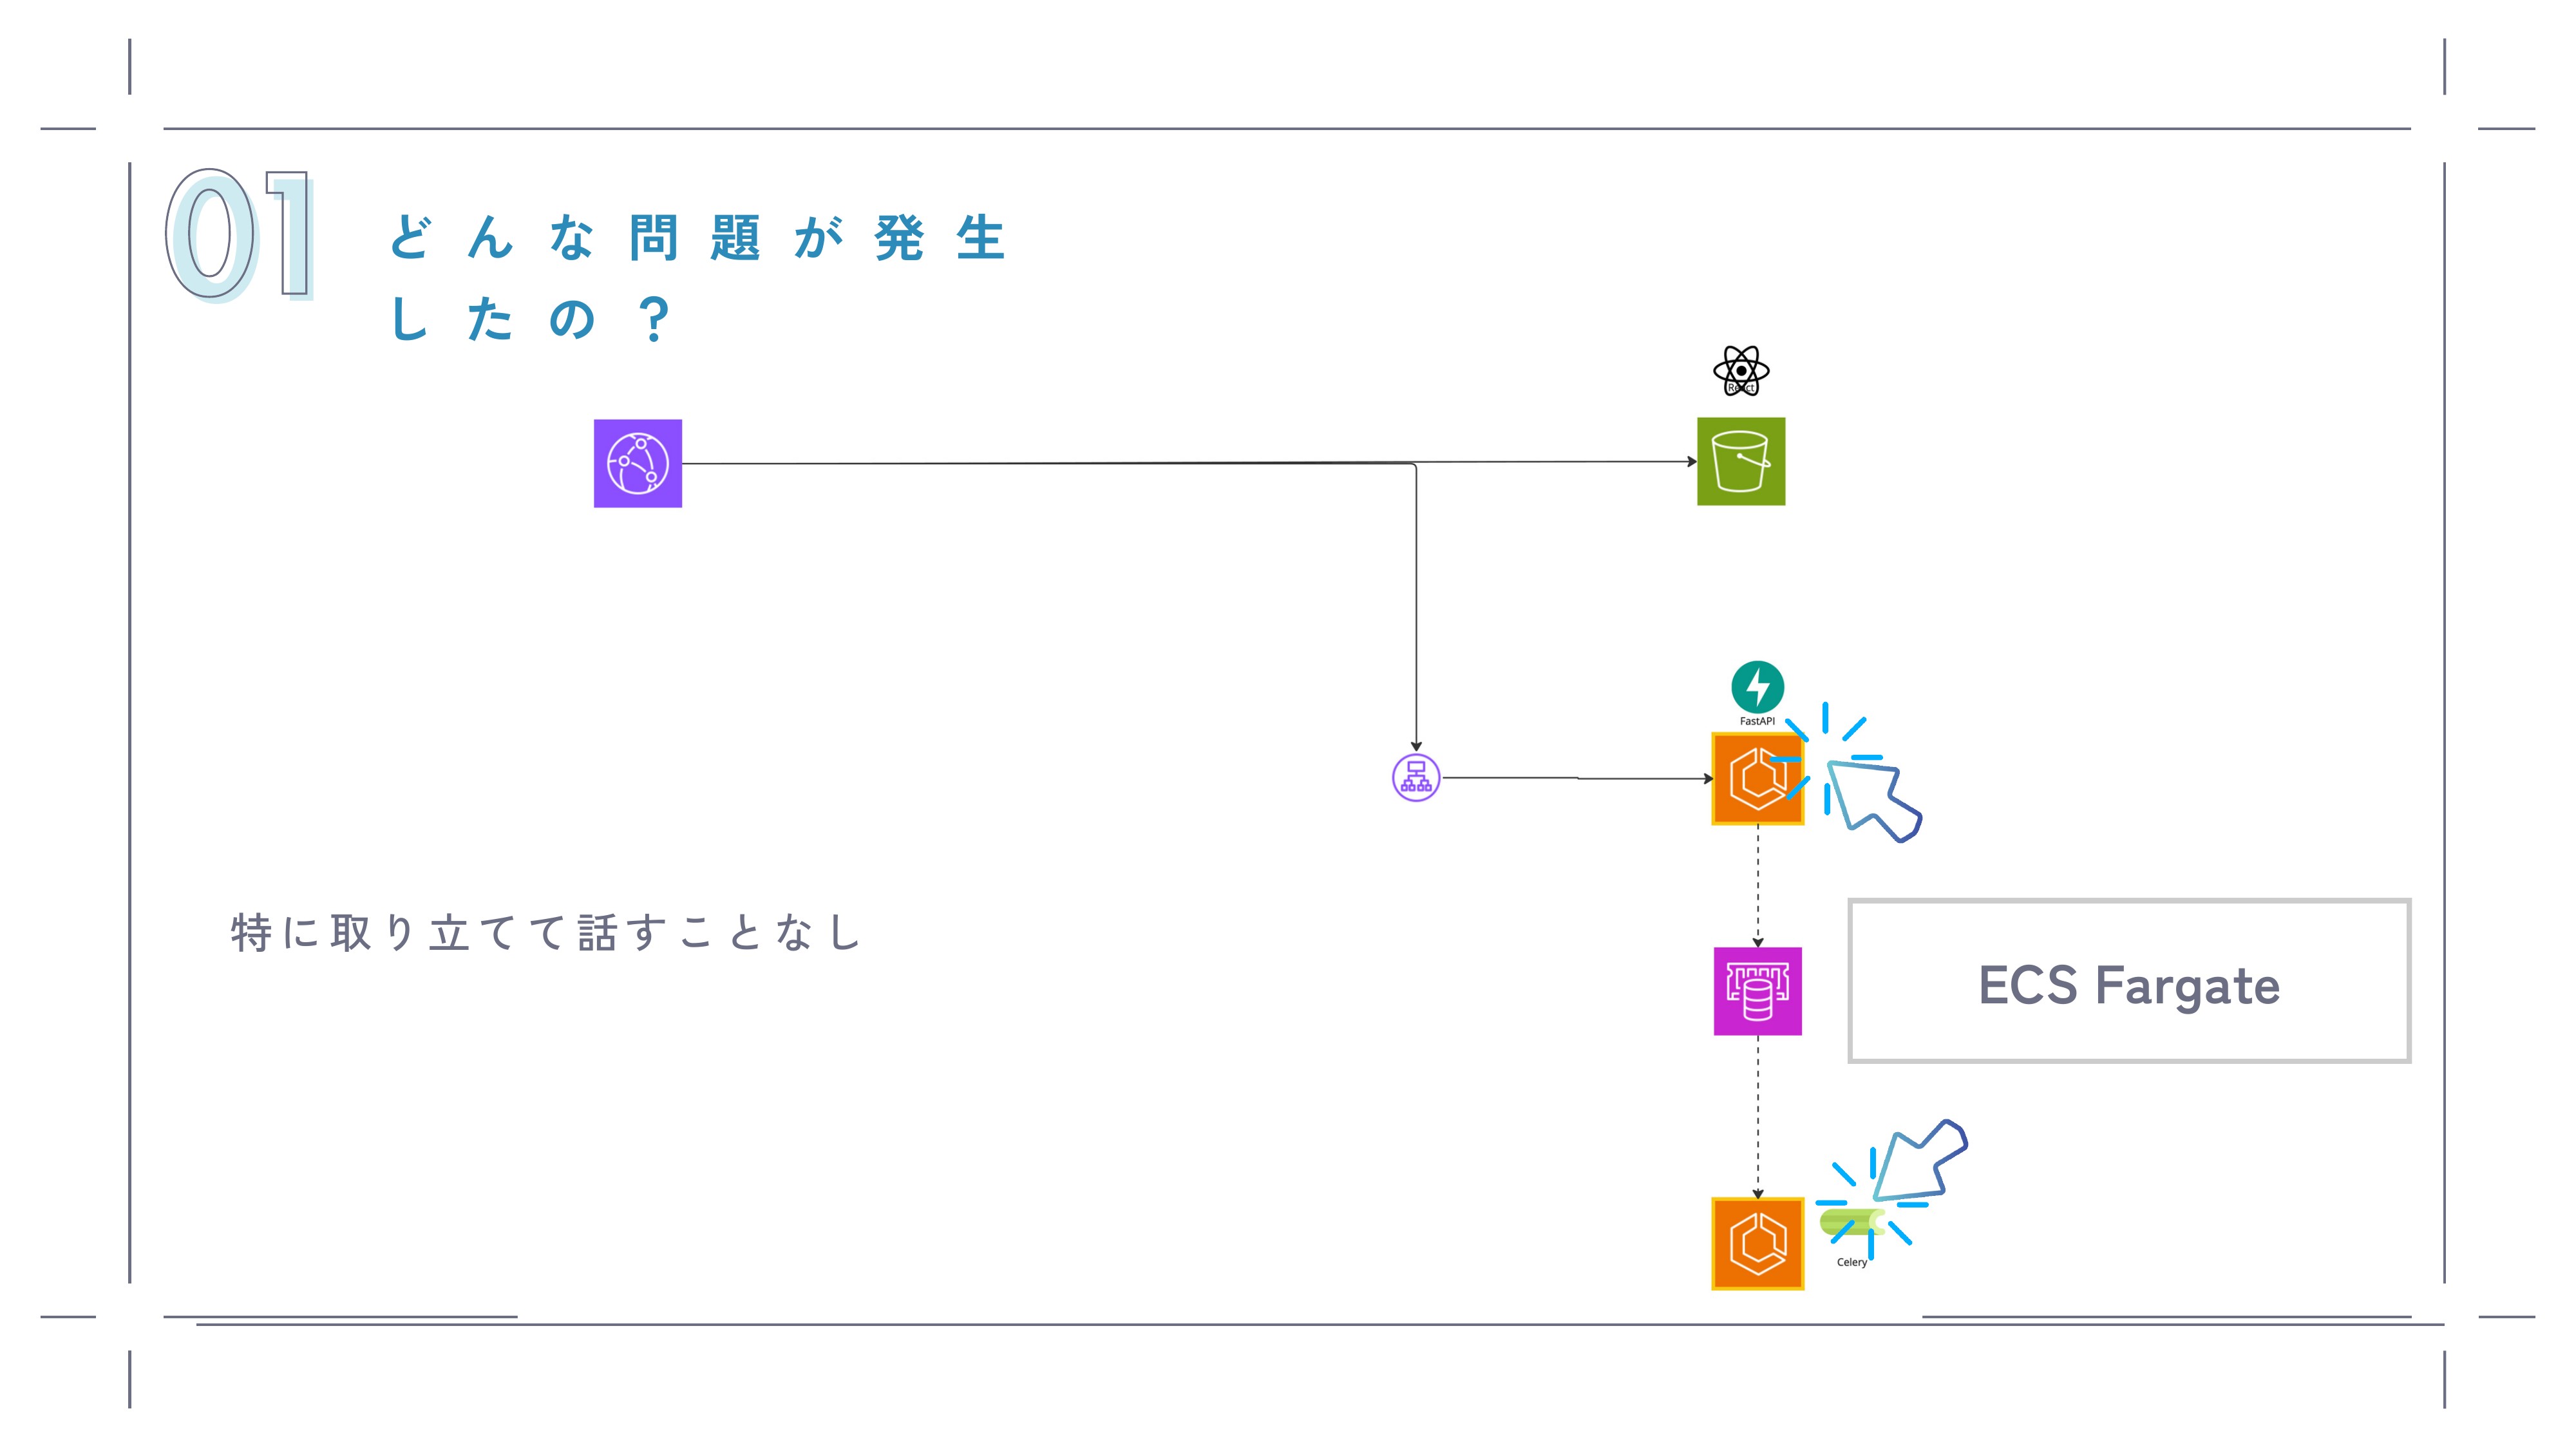 01
どんな問題が発生
したの？
React
FastAPI
特に取り立てて話すことなし
ECS Fargate
Celery